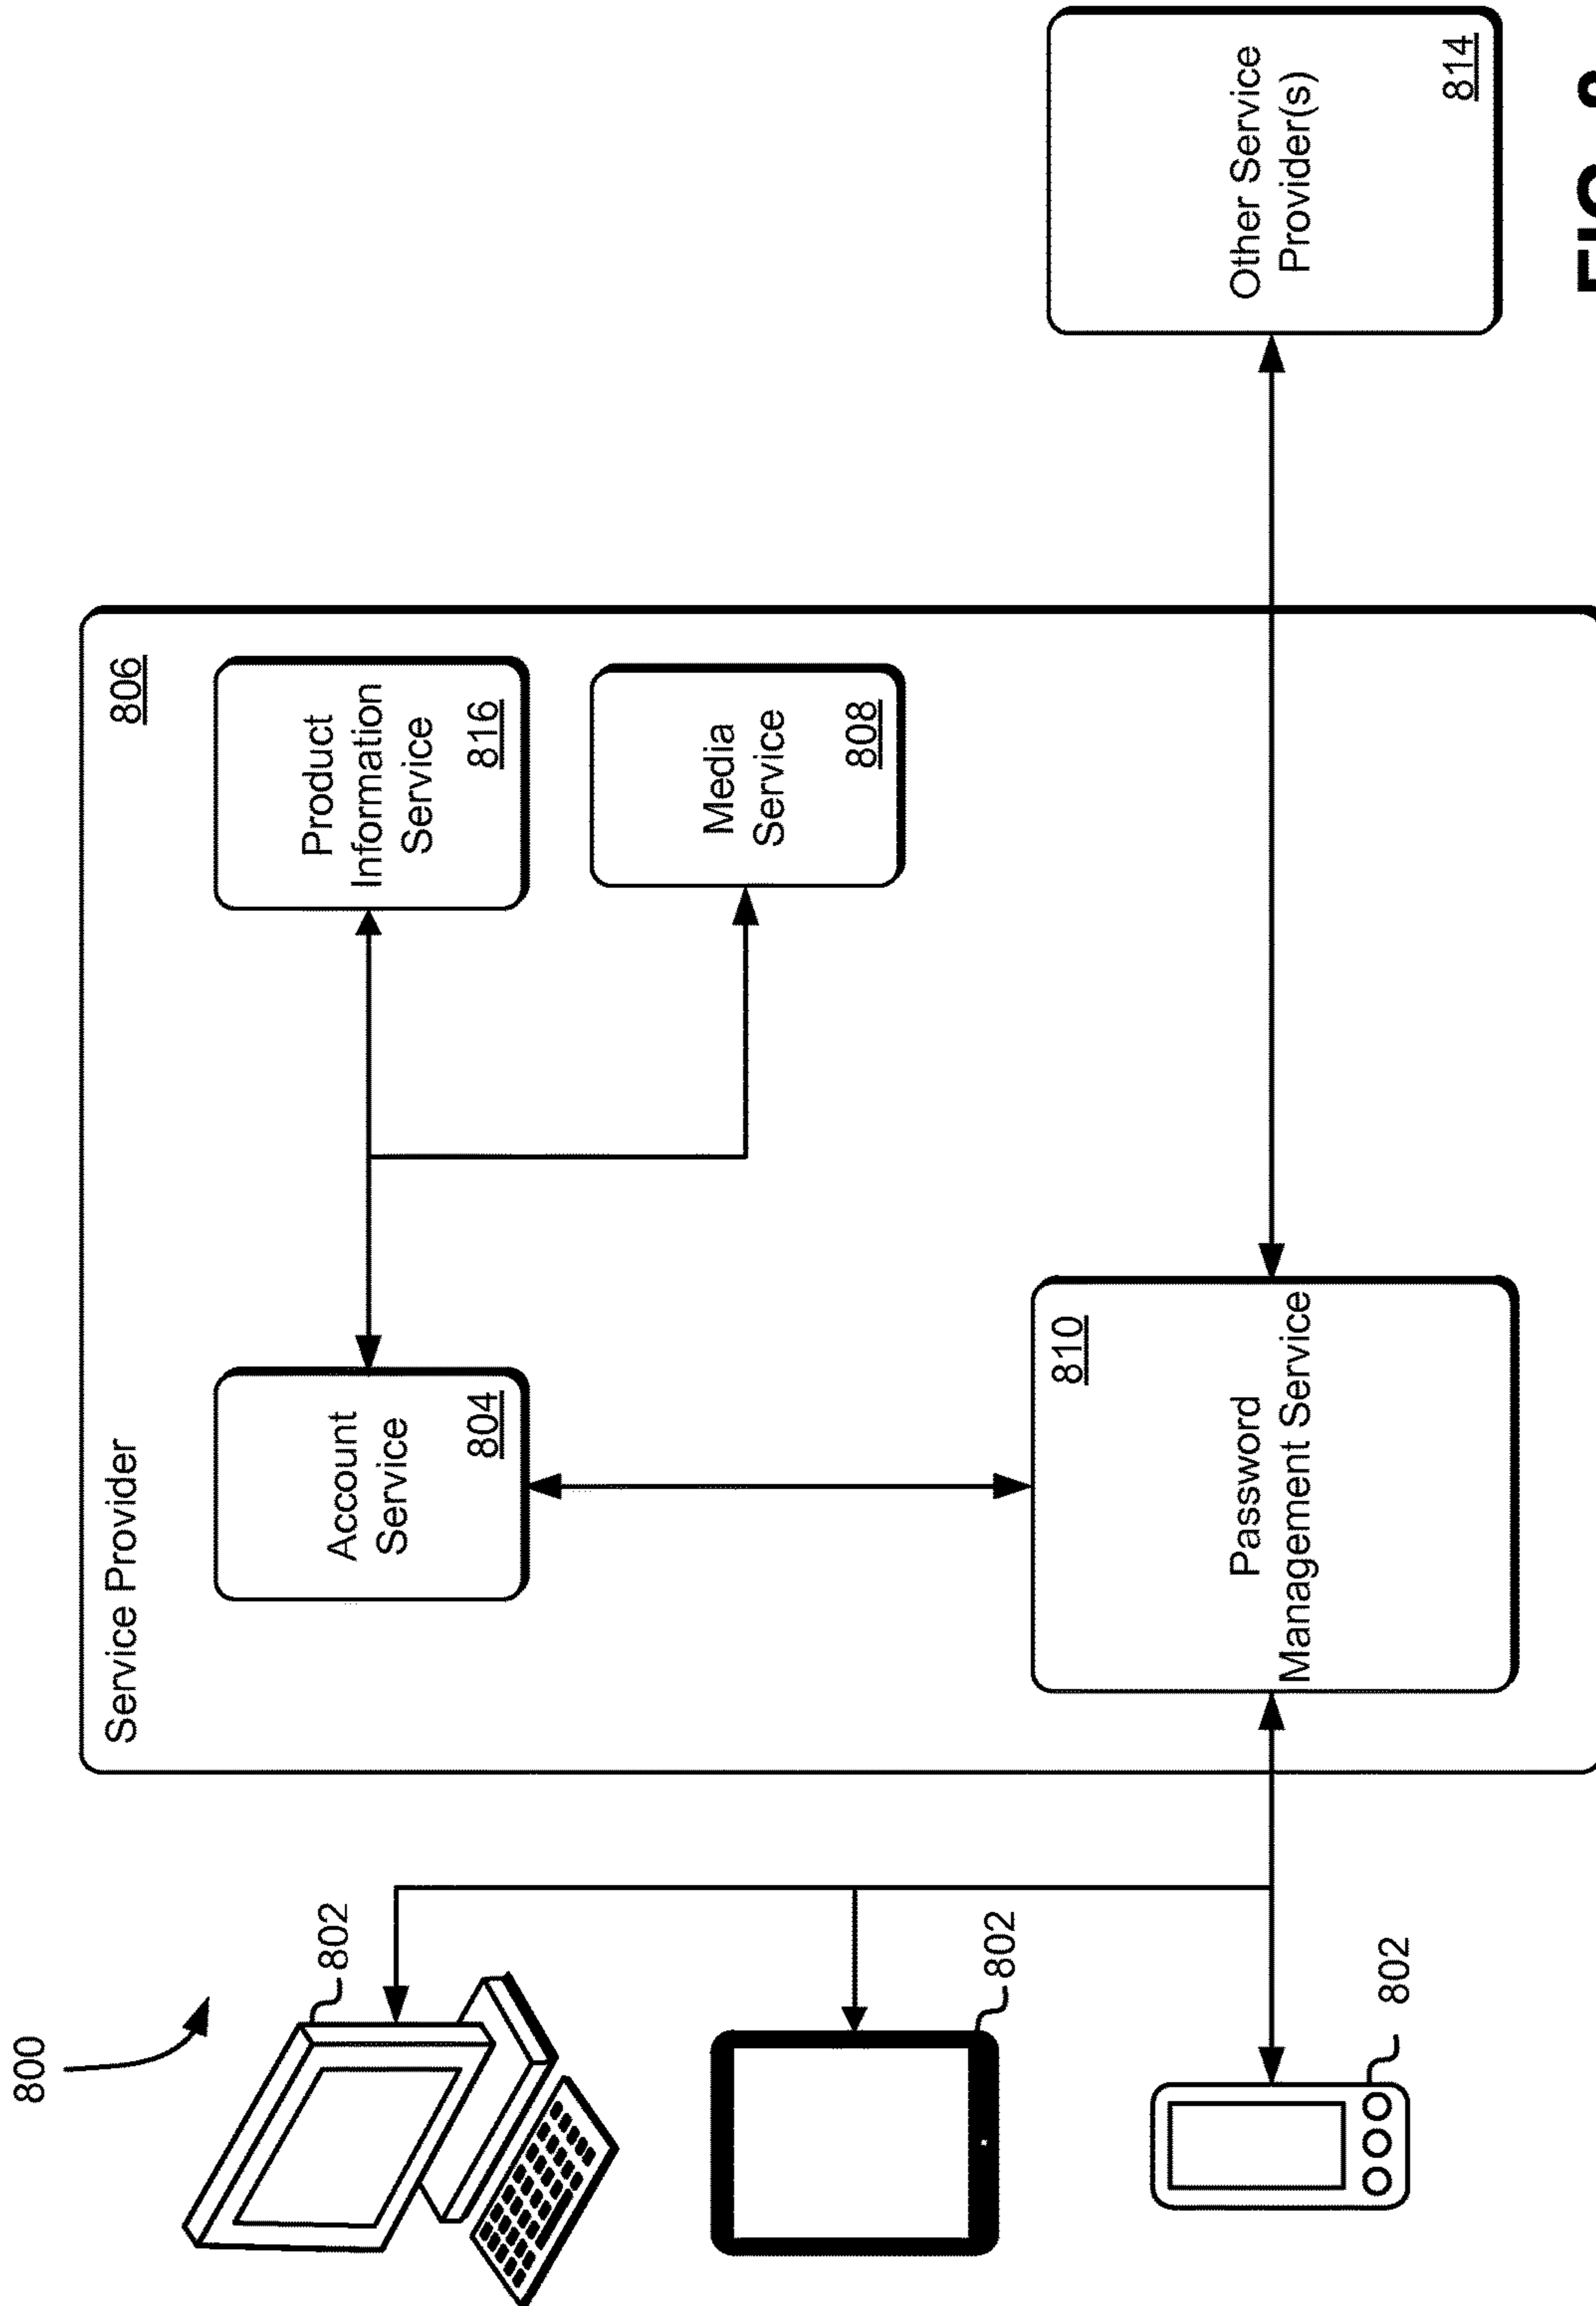 800
Service Provider
806
802
Account
Service
804
Product
Information
Service
816
Media
Service
808
802
802
810
Password
Management Service
Other Service
Provider(s)
814
FIG.